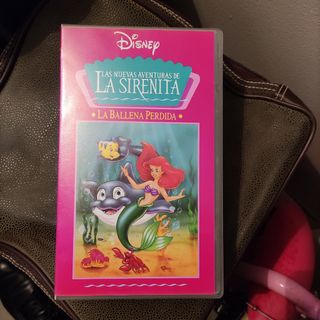 Disney
LAS NUEVAS AVENTURAS DE
LA SIRENITA
• LA BALLENA PERDIDA •